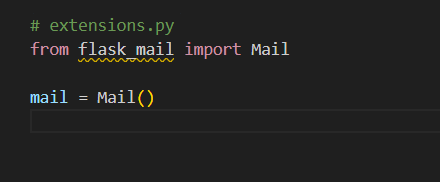 # extensions.py
from flask_mail import Mail
mail = Mail()